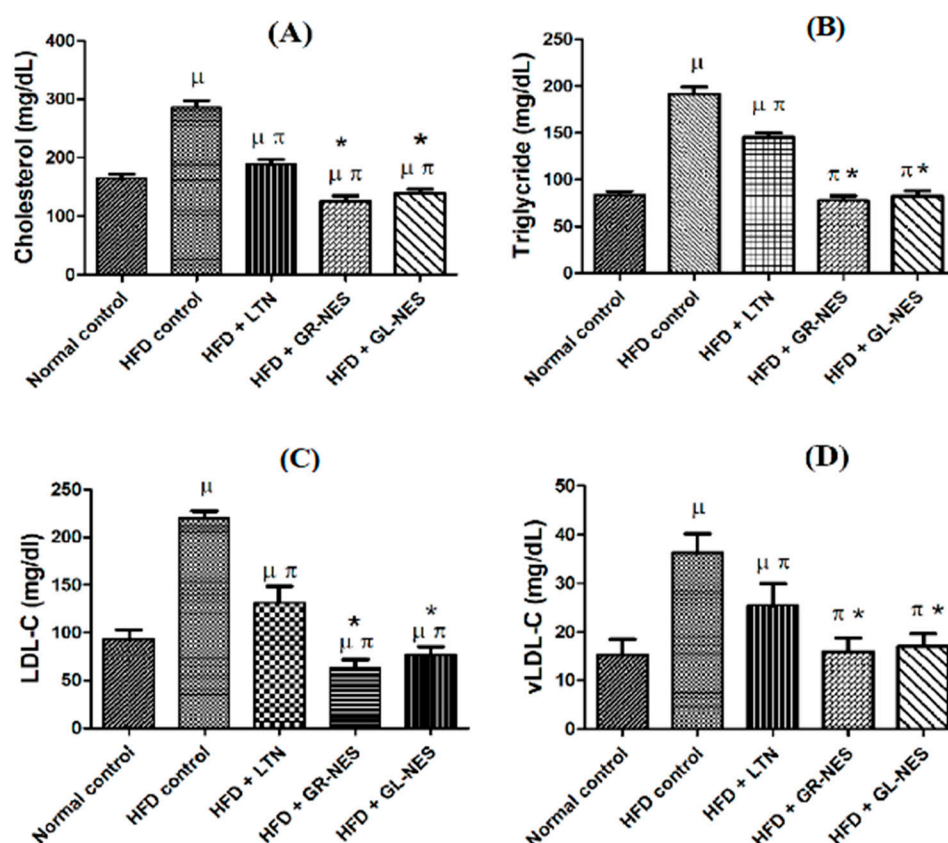 (A)
Cholesterol (mg/dL)
400
300
200
100
0
μ
μ π
*
μ π
*
μ π
Normal control
HFD control
HFD + LTN
HFD + GR-NES
HFD + GL-NES
(B)
Triglycride (mg/dL)
250
200
150
100
50
0
μ
μ π
π *
π *
Normal control
HFD control
HFD + LTN
HFD + GR-NES
HFD + GL-NES
(C)
LDL-C (mg/dl)
250
200
150
100
50
0
μ
μ π
*
μ π
*
μ π
Normal control
HFD control
HFD + LTN
HFD + GR-NES
HFD + GL-NES
(D)
vLDL-C (mg/dL)
50
40
30
20
10
0
μ
μ π
π *
π *
Normal control
HFD control
HFD + LTN
HFD + GR-NES
HFD + GL-NES